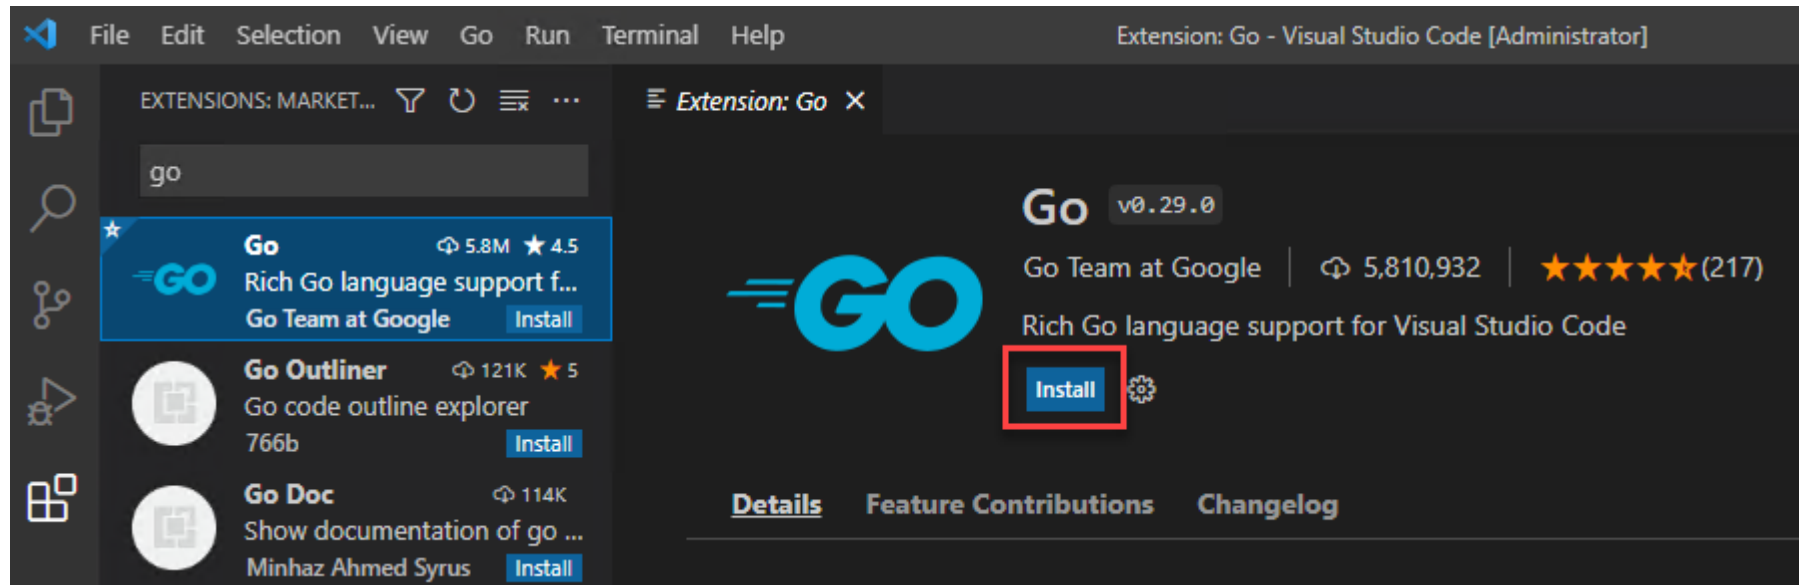 File Edit Selection View Go Run Terminal Help
Extension: Go - Visual Studio Code [Administrator]
EXTENSIONS: MARKET...
go
Go 5.8M 4.5
Rich Go language support f...
Go Team at Google Install
Go Outliner 121K 5
Go code outline explorer
766b Install
Go Doc 114K
Show documentation of go ...
Minhaz Ahmed Syrus Install
Extension: Go
GO
GO
Go v0.29.0
Go Team at Google 5,810,932 (217)
Rich Go language support for Visual Studio Code
Install
Details Feature Contributions Changelog